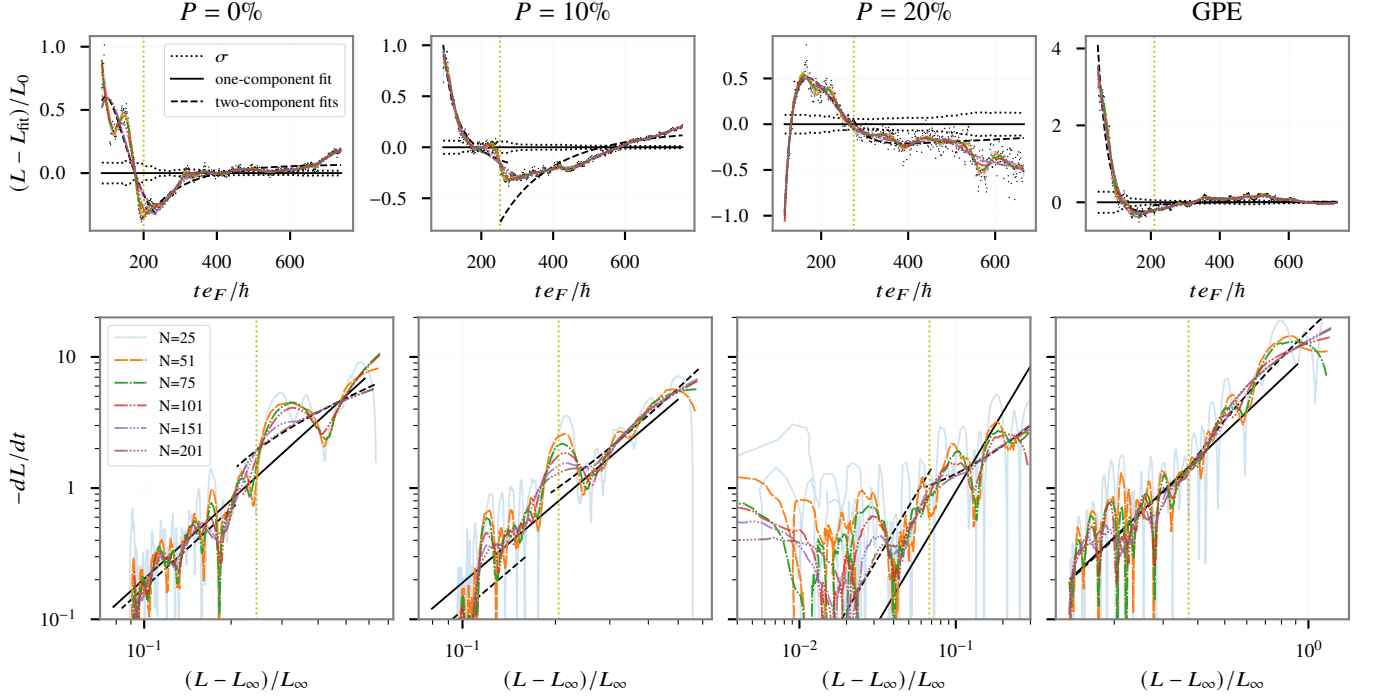 P = 0%
P = 10%
P = 20%
GPE
(L − L_fit)/L_0
1.0
0.5
0.0
σ
one-component fit
two-component fits
200
400
600
te_F/ħ
1.0
0.5
0.0
−0.5
200
400
600
te_F/ħ
0.5
0.0
−0.5
−1.0
200
400
600
te_F/ħ
4
2
0
200
400
600
te_F/ħ
−dL/dt
10
1
10^−1
N=25
N=51
N=75
N=101
N=151
N=201
10^−1
(L − L_∞)/L_∞
10^−1
(L − L_∞)/L_∞
10^−2
10^−1
(L − L_∞)/L_∞
10^0
(L − L_∞)/L_∞